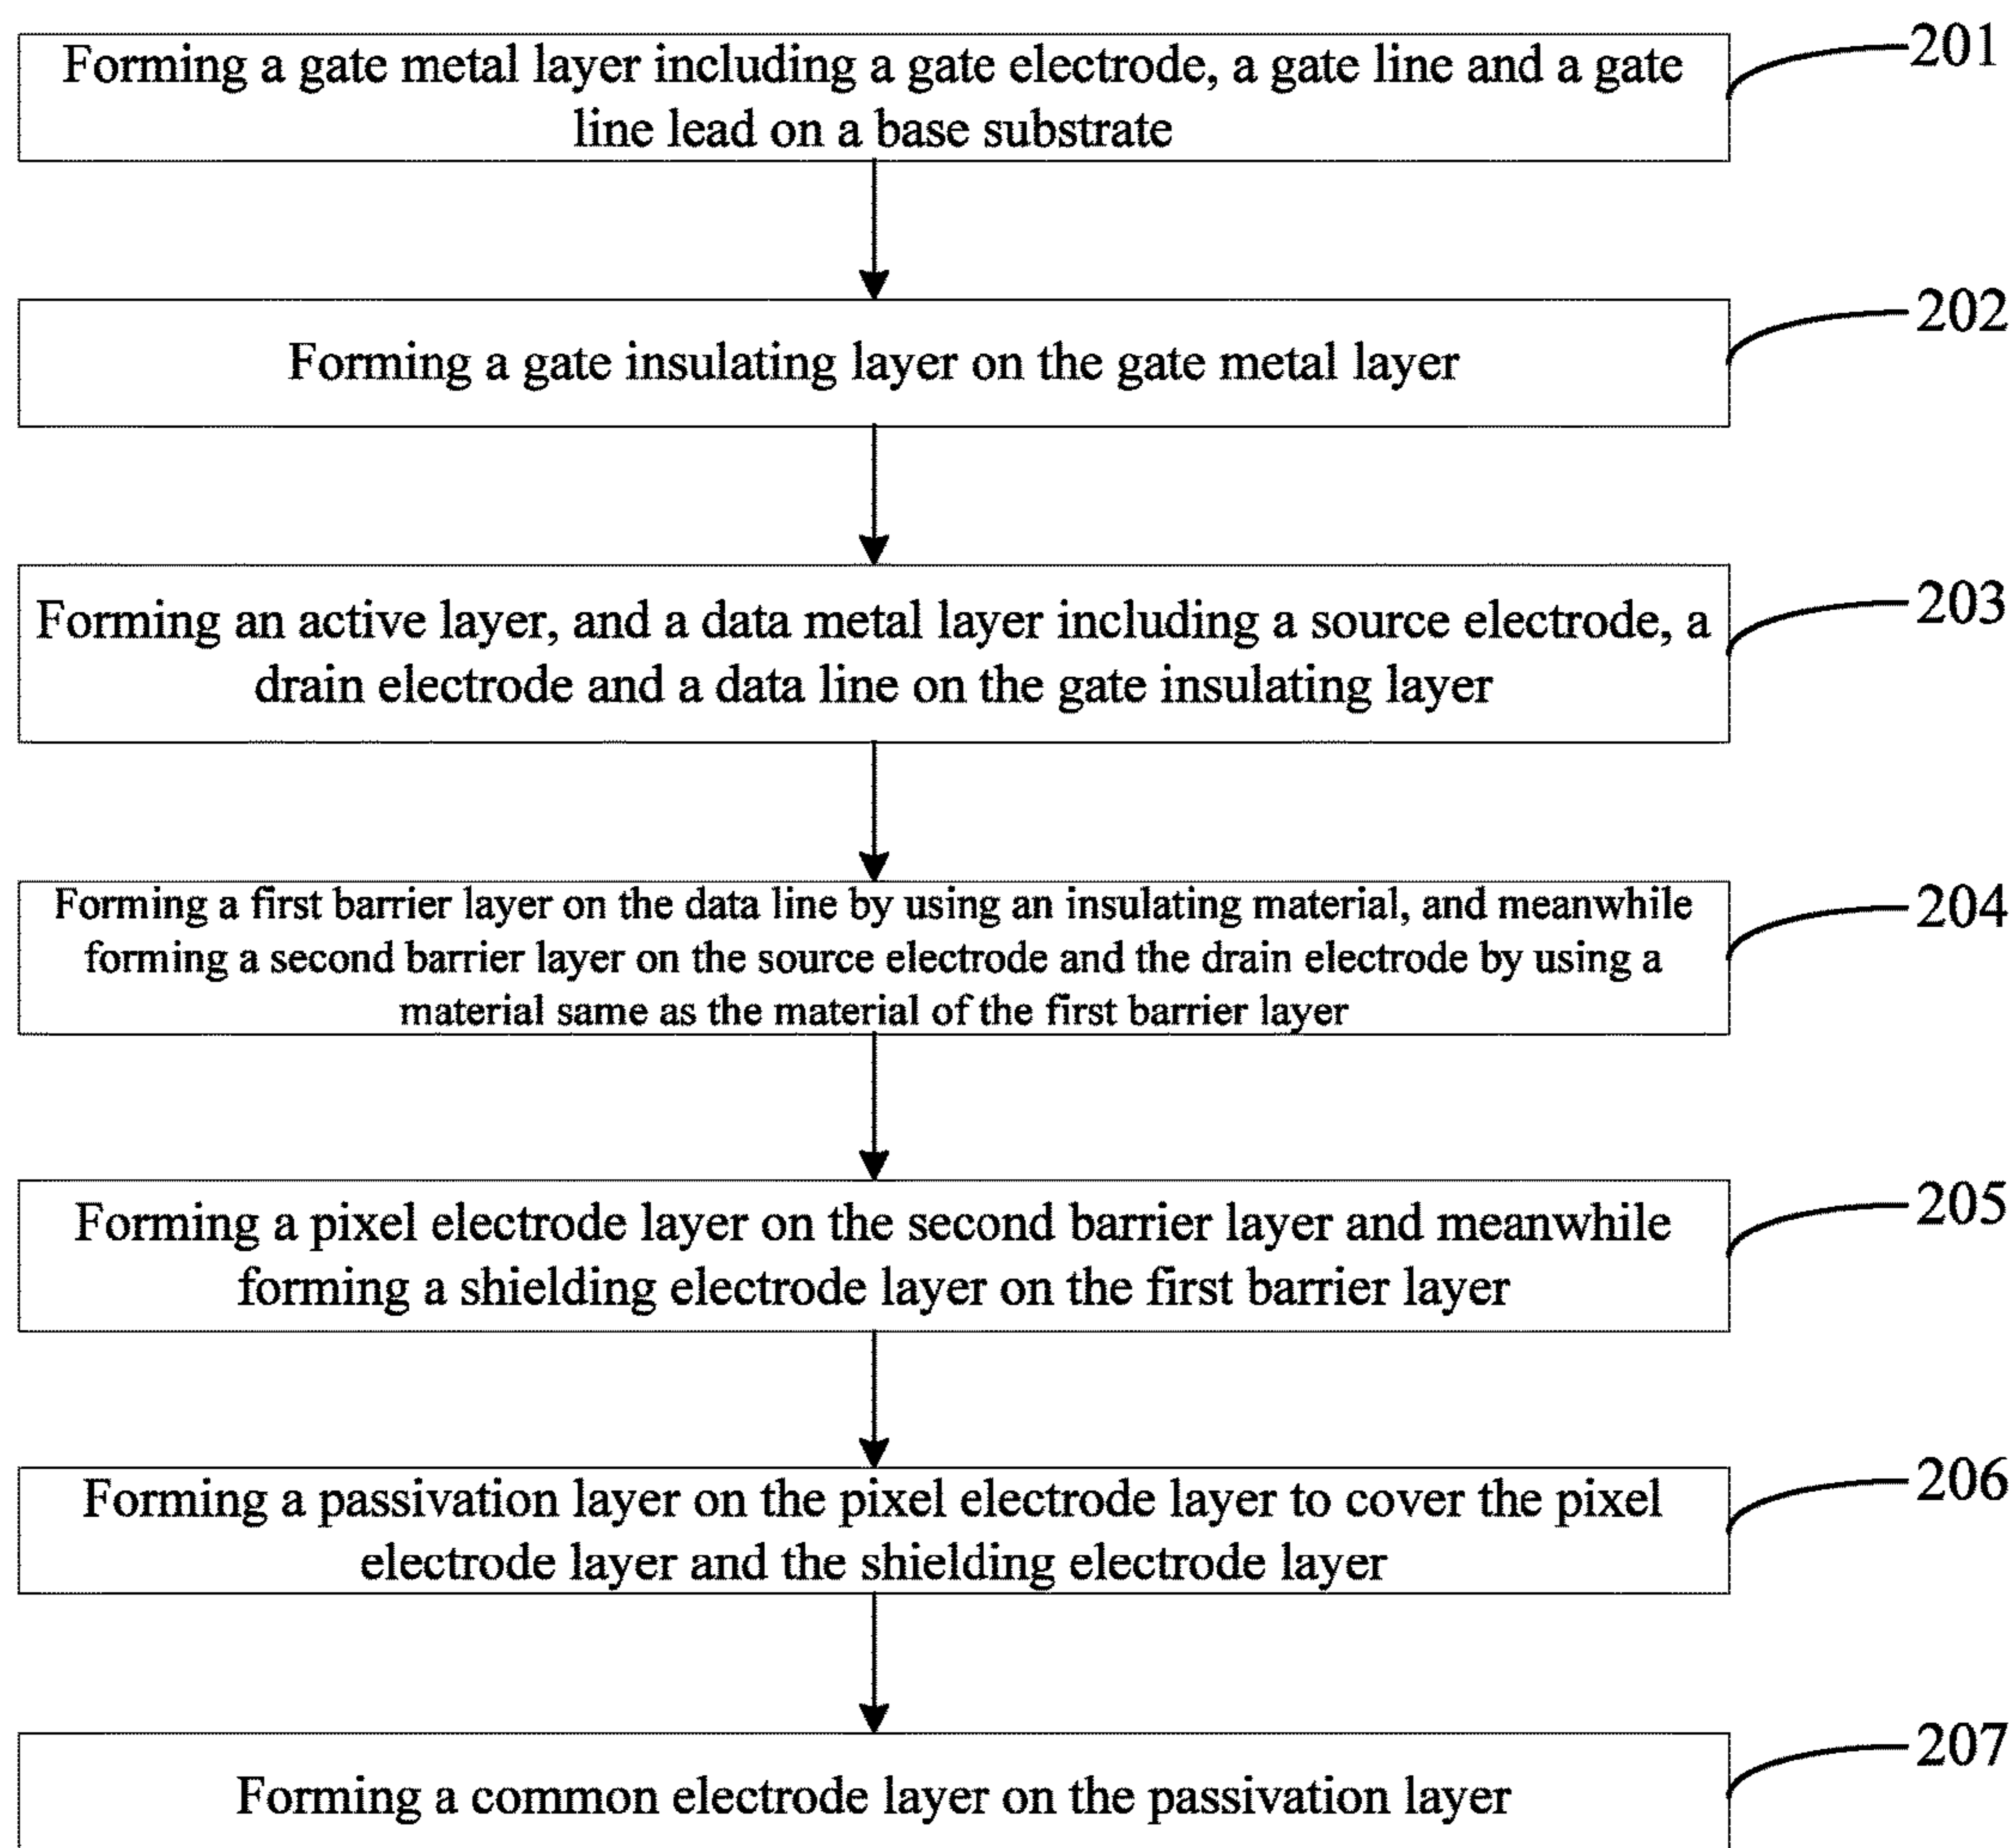 Forming a gate metal layer including a gate electrode, a gate line and a gate
line lead on a base substrate
201
Forming a gate insulating layer on the gate metal layer
202
Forming an active layer, and a data metal layer including a source electrode, a
drain electrode and a data line on the gate insulating layer
203
Forming a first barrier layer on the data line by using an insulating material, and meanwhile
forming a second barrier layer on the source electrode and the drain electrode by using a
material same as the material of the first barrier layer
204
Forming a pixel electrode layer on the second barrier layer and meanwhile
forming a shielding electrode layer on the first barrier layer
205
Forming a passivation layer on the pixel electrode layer to cover the pixel
electrode layer and the shielding electrode layer
206
Forming a common electrode layer on the passivation layer
207